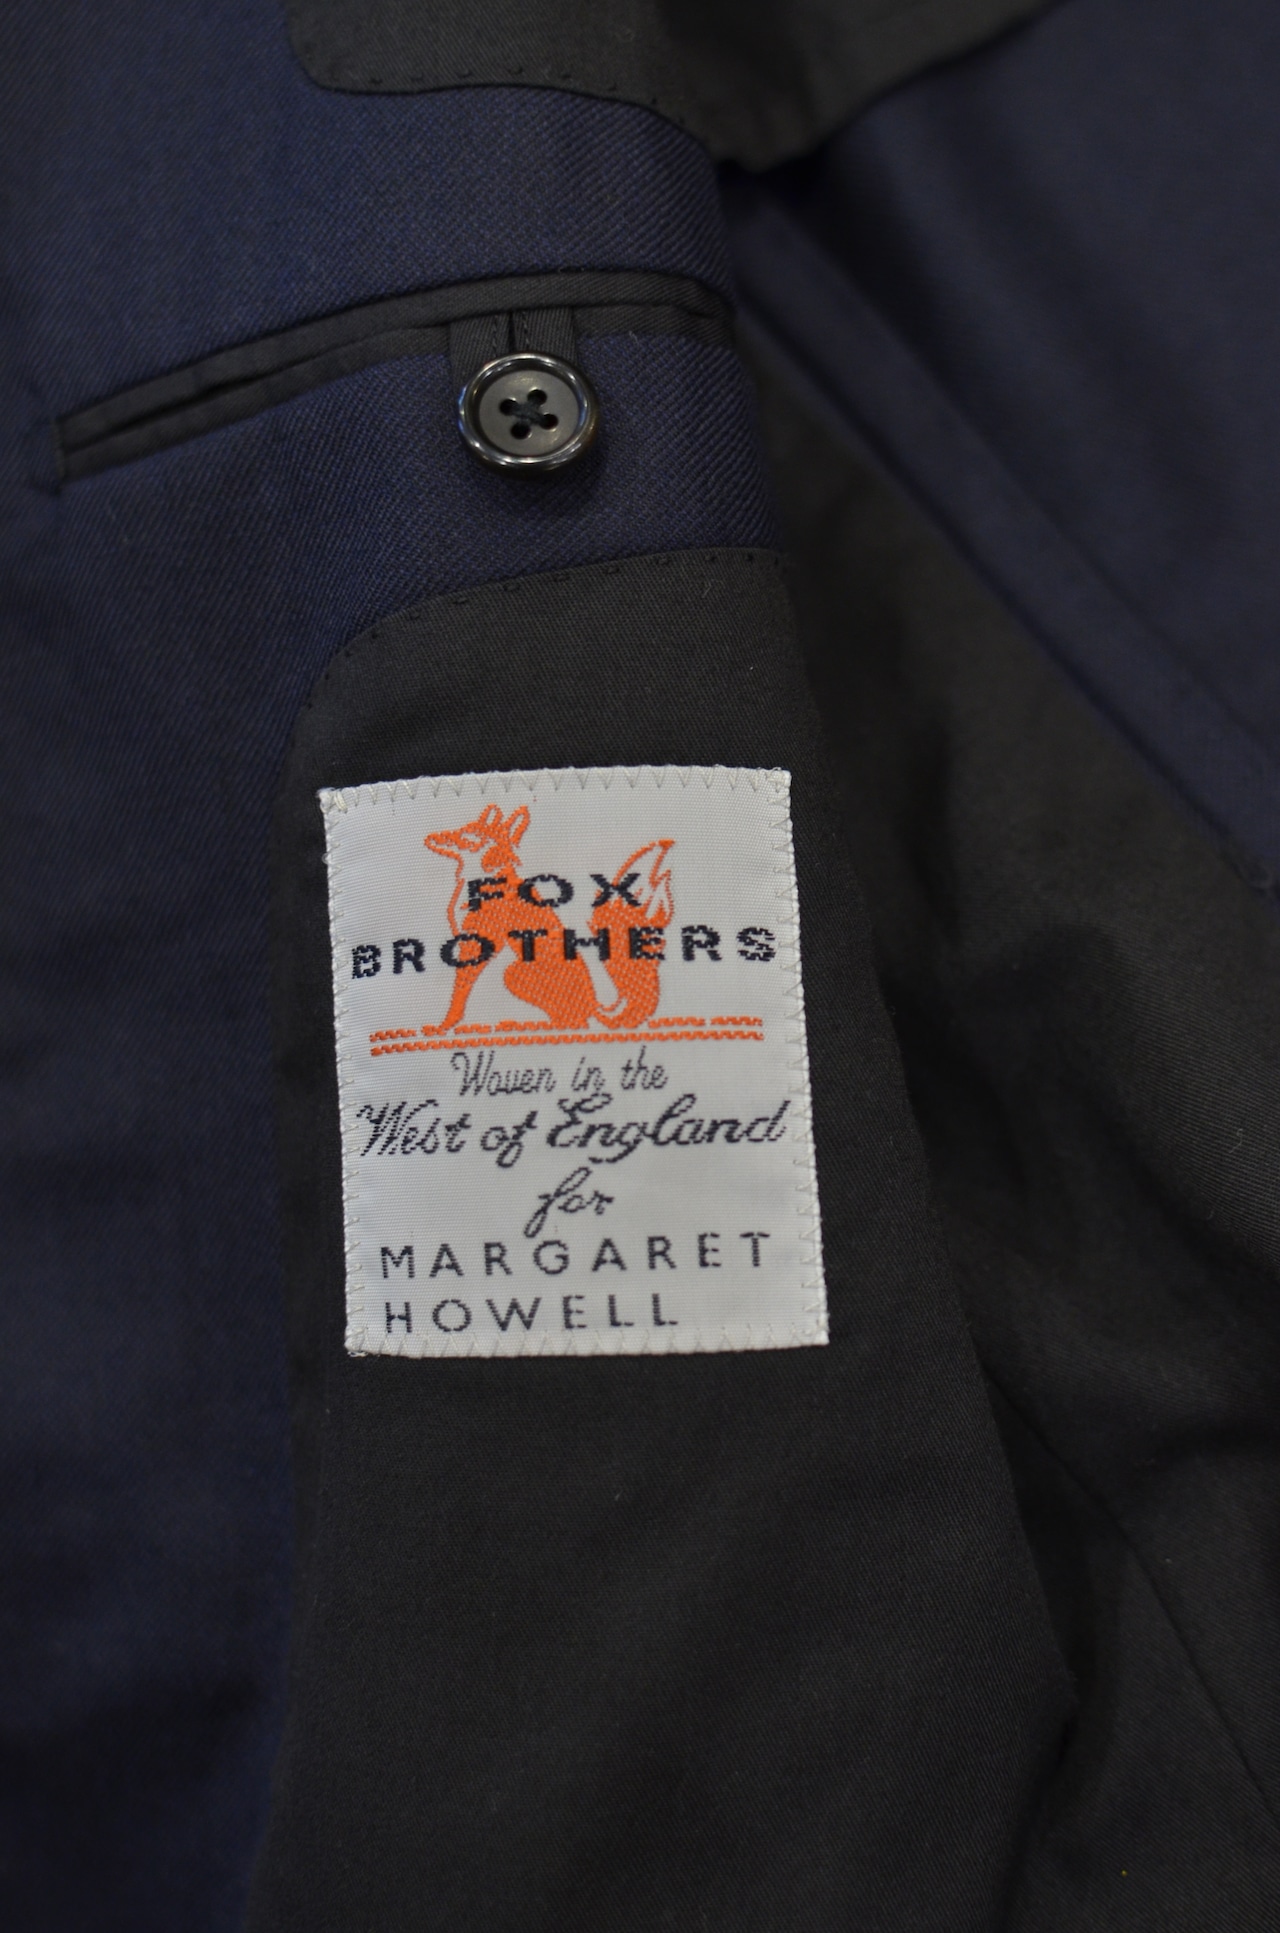 FOX
BROTHERS
Woven in the
West of England
for
MARGARET
HOWELL